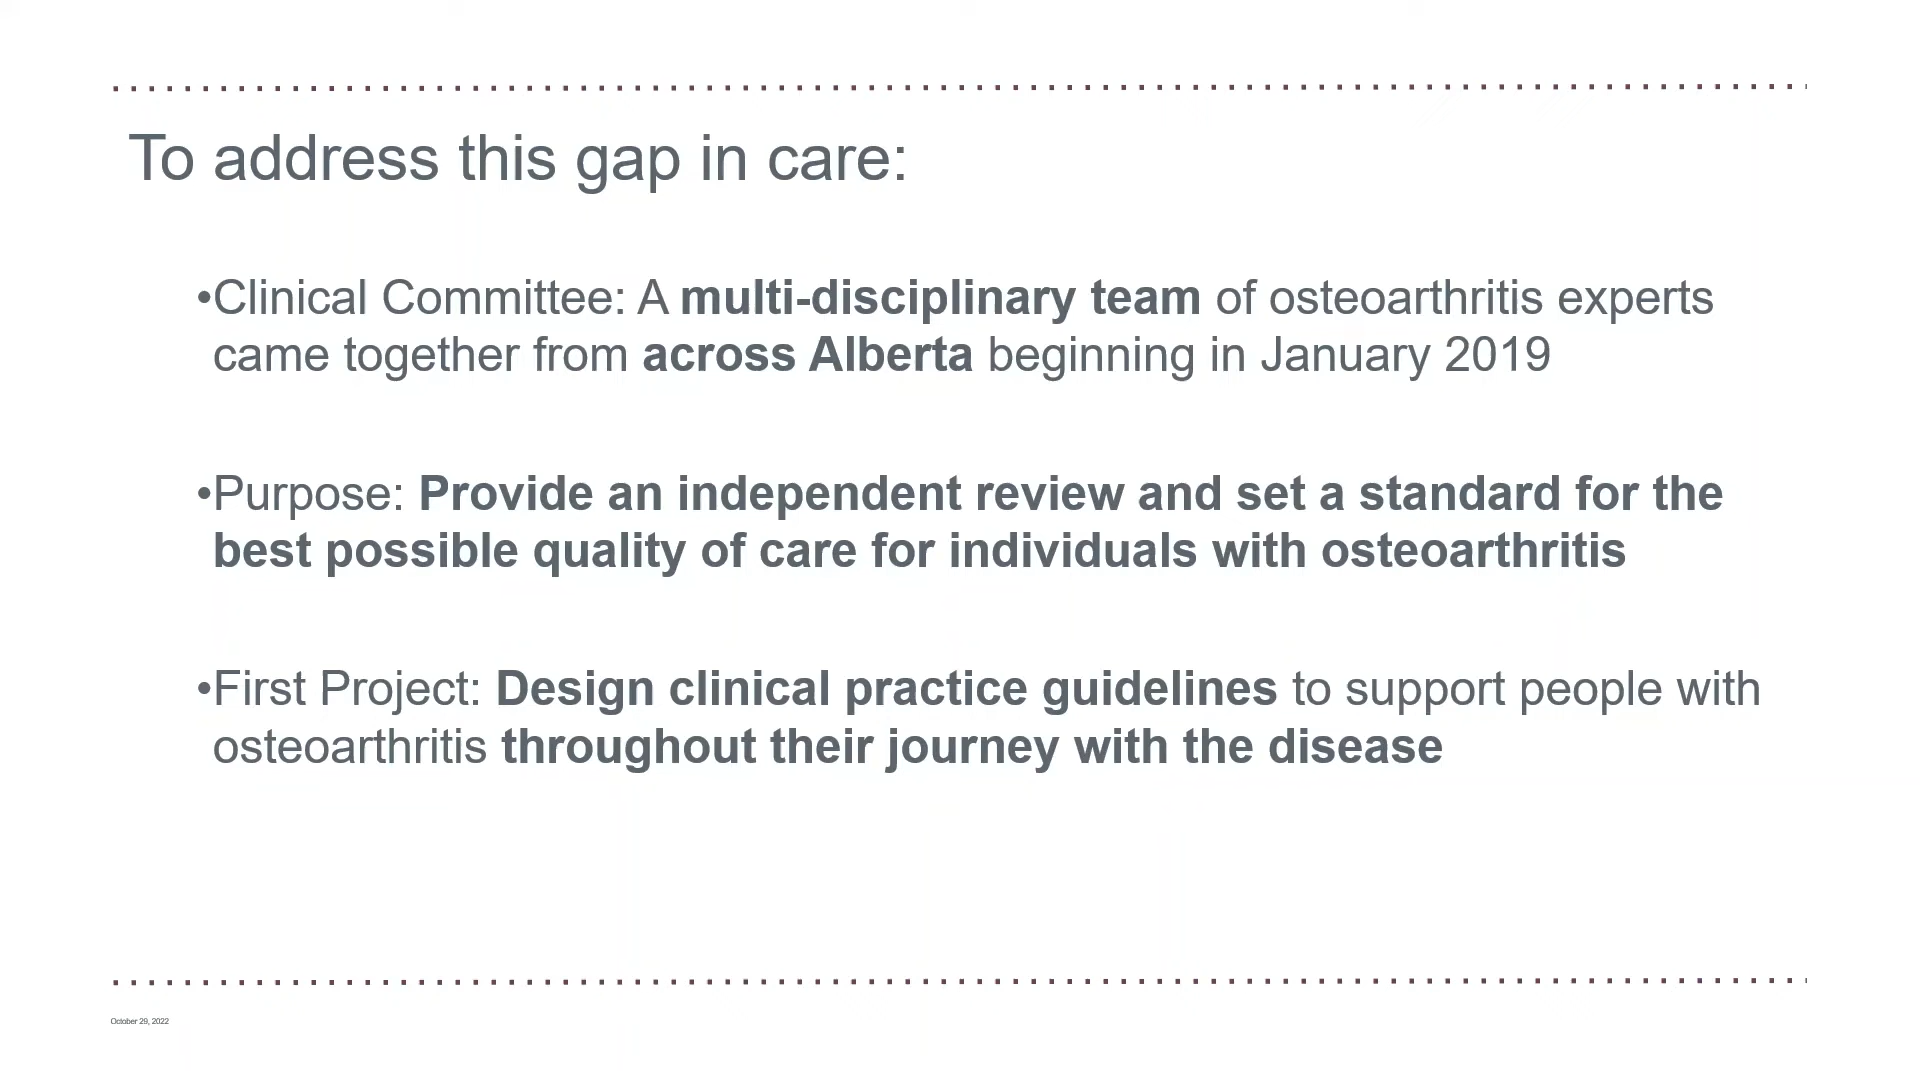 To address this gap in care:
•Clinical Committee: A multi-disciplinary team of osteoarthritis experts
came together from across Alberta beginning in January 2019
•Purpose: Provide an independent review and set a standard for the
best possible quality of care for individuals with osteoarthritis
•First Project: Design clinical practice guidelines to support people with
osteoarthritis throughout their journey with the disease
October 29, 2022